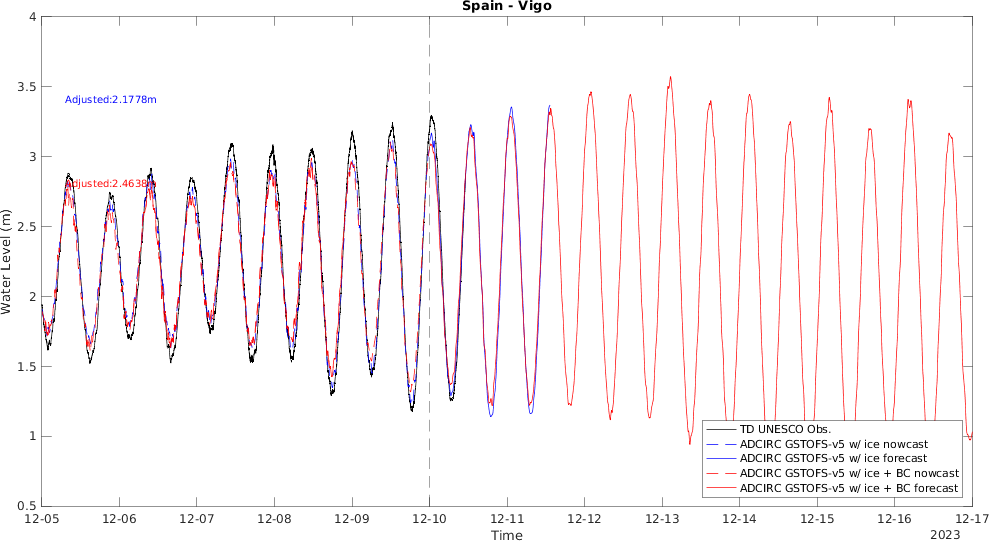 Spain - Vigo
Water Level (m)
4
3.5
3
2.5
2
1.5
1
0.5
Adjusted:2.1778m
Adjusted:2.4638m
TD UNESCO Obs.
ADCIRC GSTOFS-v5 w/ ice nowcast
ADCIRC GSTOFS-v5 w/ ice forecast
ADCIRC GSTOFS-v5 w/ ice + BC nowcast
ADCIRC GSTOFS-v5 w/ ice + BC forecast
12-05 12-06 12-07 12-08 12-09 12-10 12-11 12-12 12-13 12-14 12-15 12-16 12-17
Time
2023